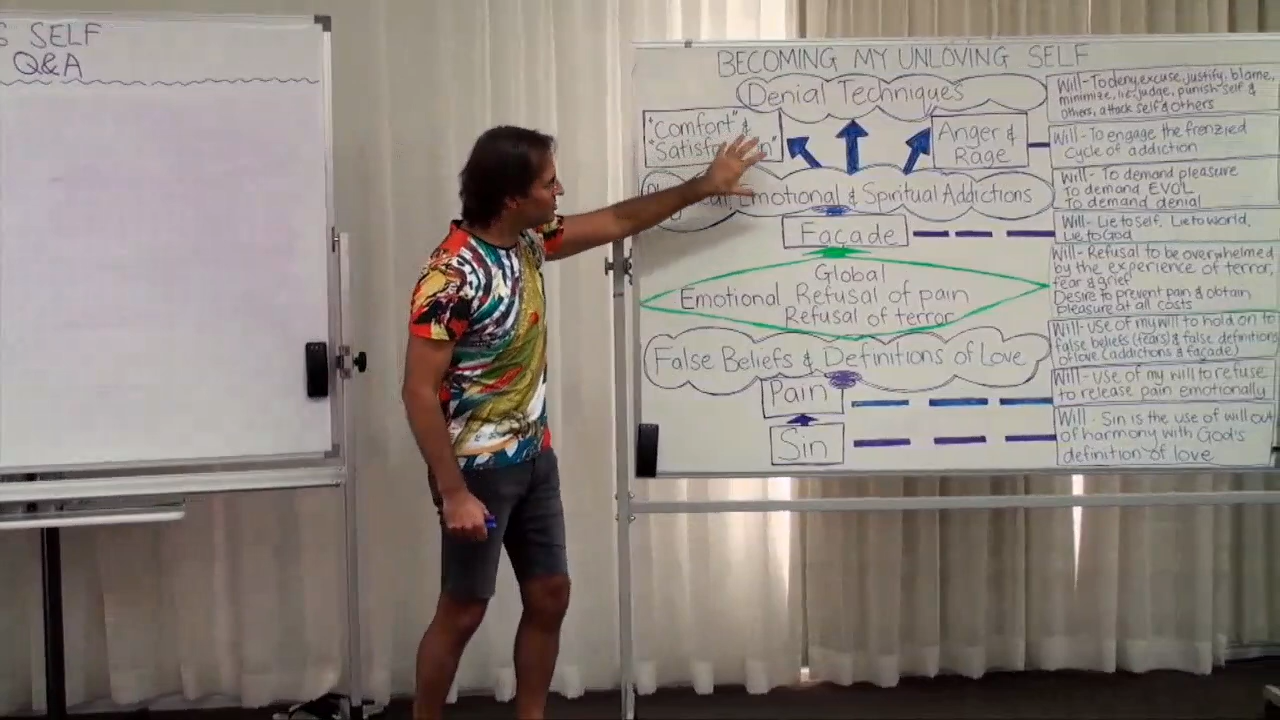 S SELF
Q&A
BECOMING MY UNLOVING SELF
Denial Techniques
"Comfort" &
"Satisf n"
Anger &
Rage
Emotional & Spiritual Addictions
Façade
Global
Emotional Refusal of pain
Refusal of terror
False Beliefs & Definitions of Love
Pain
Sin
Will- To deny, excuse, justify, blame,
minimize, lie, judge, punish self &
others, attack self & others
Will- To engage the frenzied
cycle of addiction
Will- To demand pleasure
To demand EVOL
To demand denial
Will- Lie to self, Lie to world,
Lie to God
Will- Refusal to be overwhelmed
by the experience of terror,
fear & grief
Desire to prevent pain & obtain
pleasure at all costs
Will- use of my will to hold on to
false beliefs (fears) & false definitions
of love (addictions & façade)
Will- use of my will to refuse
to release pain emotionally
Will - Sin is the use of will out
of harmony with God's
definition of love